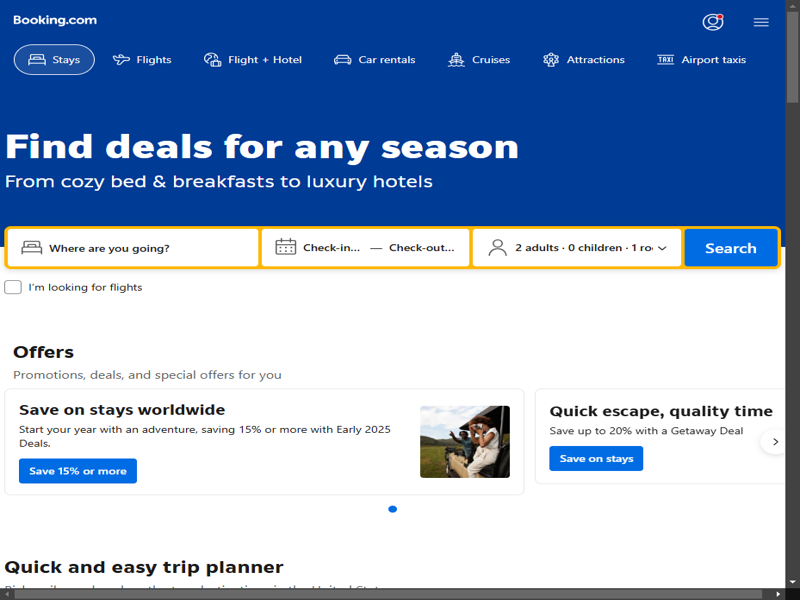 Booking.com
Stays
Flights
Flight + Hotel
Car rentals
Cruises
Attractions
TAXI
Airport taxis
Find deals for any season
From cozy bed & breakfasts to luxury hotels
Where are you going?
Check-in... — Check-out...
2 adults · 0 children · 1 ro
Search
I'm looking for flights
Offers
Promotions, deals, and special offers for you
Save on stays worldwide
Start your year with an adventure, saving 15% or more with Early 2025
Deals.
Save 15% or more
Quick escape, quality time
Save up to 20% with a Getaway Deal
Save on stays
Quick and easy trip planner